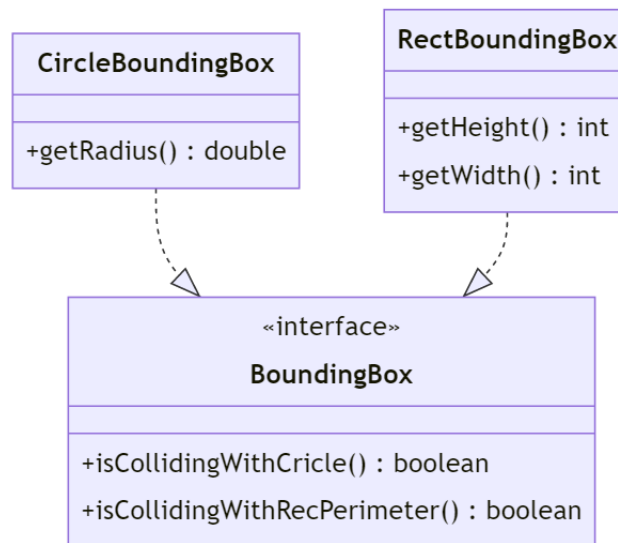 CircleBoundingBox
+getRadius() : double
RectBoundingBox
+getHeight() : int
+getWidth() : int
«interface»
BoundingBox
+isCollidingWithCricle() : boolean
+isCollidingWithRecPerimeter() : boolean